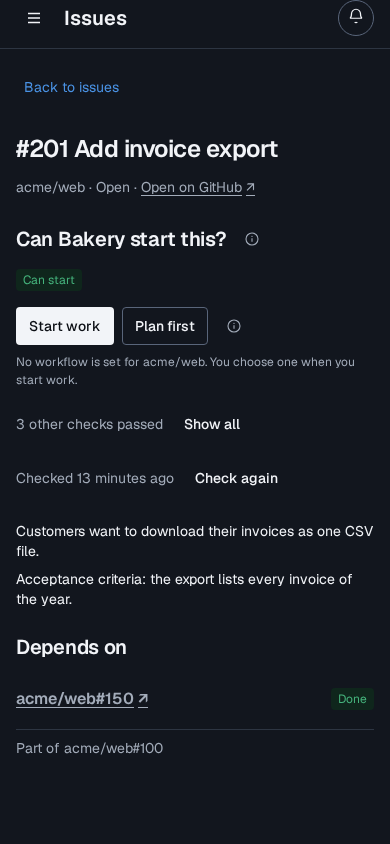 Issues
Back to issues
#201 Add invoice export
acme/web · Open · Open on GitHub ↗
Can Bakery start this?
Can start
Start work
Plan first
No workflow is set for acme/web. You choose one when you
start work.
3 other checks passed
Show all
Checked 13 minutes ago
Check again
Customers want to download their invoices as one CSV
file.
Acceptance criteria: the export lists every invoice of
the year.
Depends on
acme/web#150 ↗
Done
Part of acme/web#100